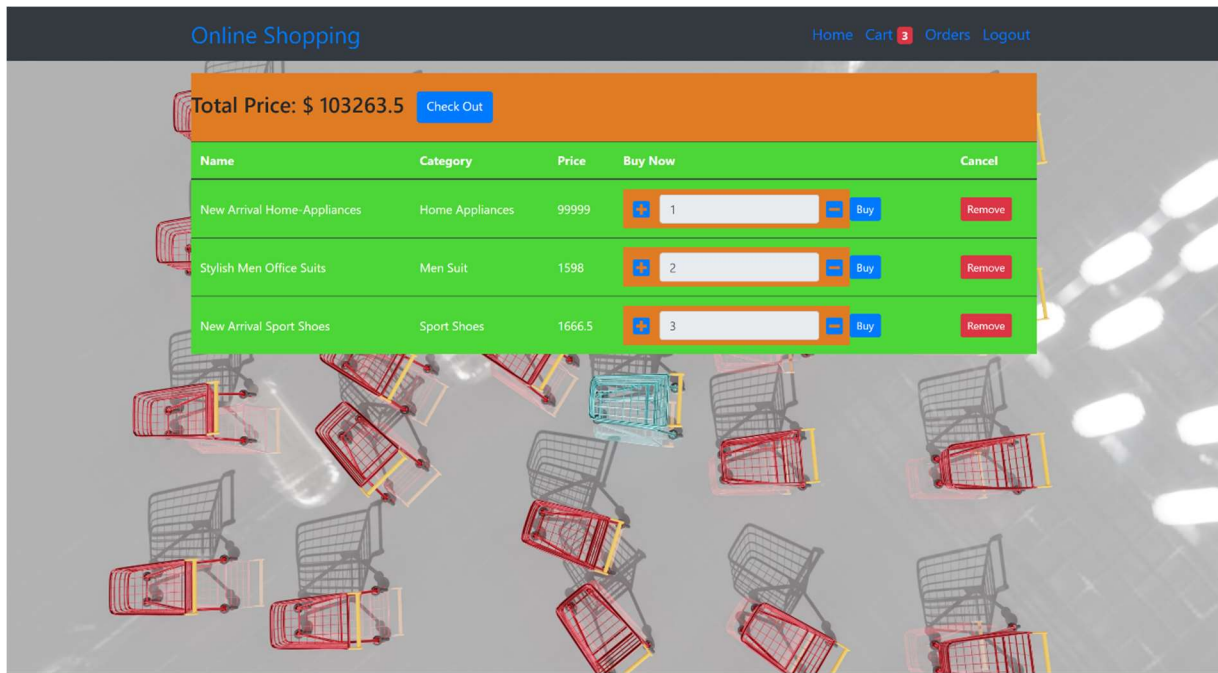 Online Shopping Home Cart 3 Orders Logout
Total Price: $ 103263.5 Check Out
Name Category Price Buy Now Cancel
New Arrival Home-Appliances Home Appliances 99999 1 Buy Remove
Stylish Men Office Suits Men Suit 1598 2 Buy Remove
New Arrival Sport Shoes Sport Shoes 1666.5 3 Buy Remove